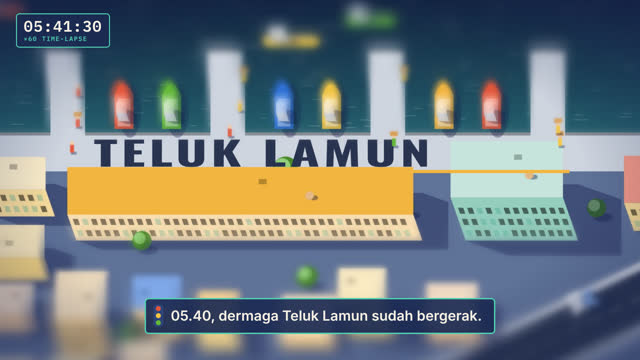 05:41:30
×60 TIME-LAPSE
TELUK LAMUN
05.40, dermaga Teluk Lamun sudah bergerak.